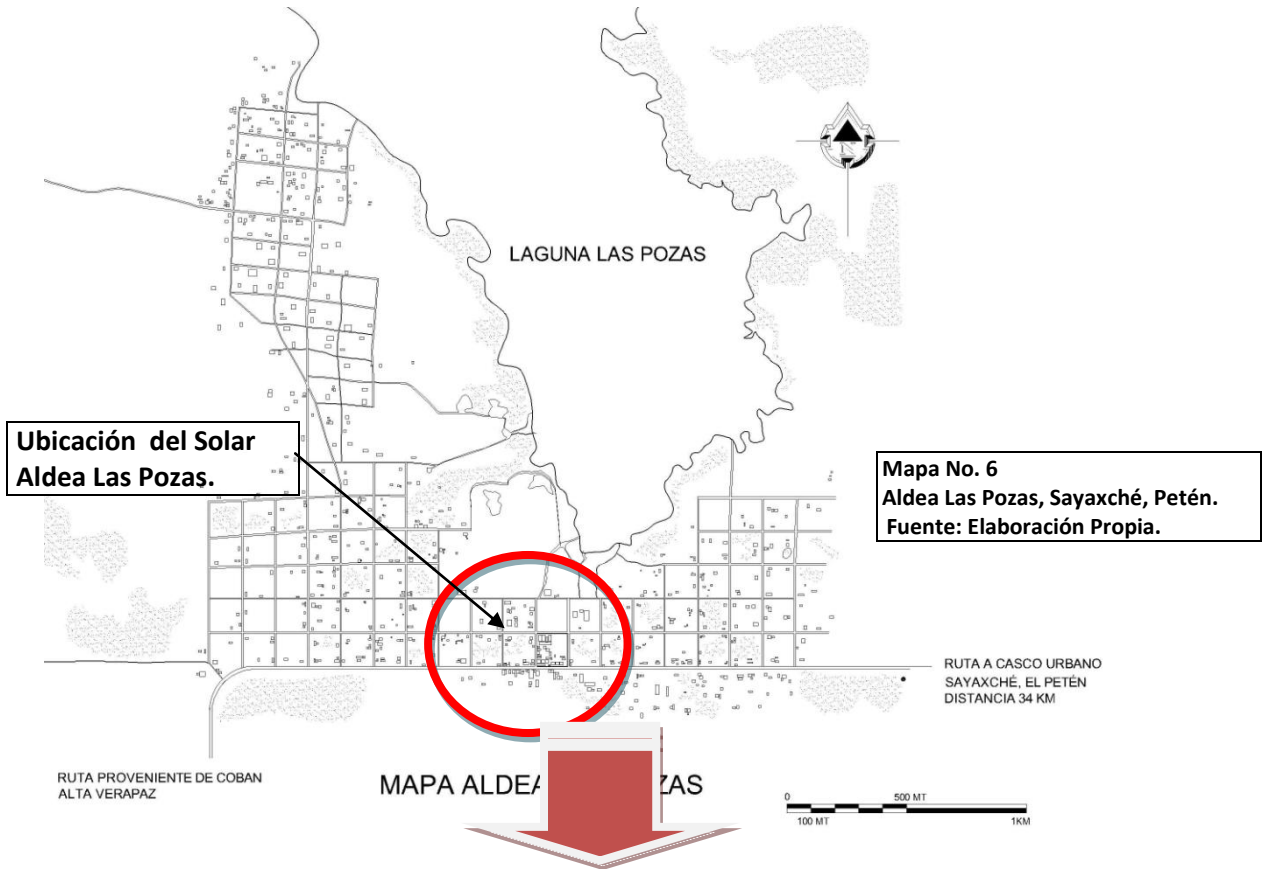 LAGUNA LAS POZAS
Ubicación del Solar
Aldea Las Pozas.
Mapa No. 6
Aldea Las Pozas, Sayaxché, Petén.
Fuente: Elaboración Propia.
RUTA A CASCO URBANO
SAYAXCHÉ, EL PETÉN
DISTANCIA 34 KM
RUTA PROVENIENTE DE COBAN
ALTA VERAPAZ
MAPA ALDEA ZAS
0 500 MT
100 MT 1KM